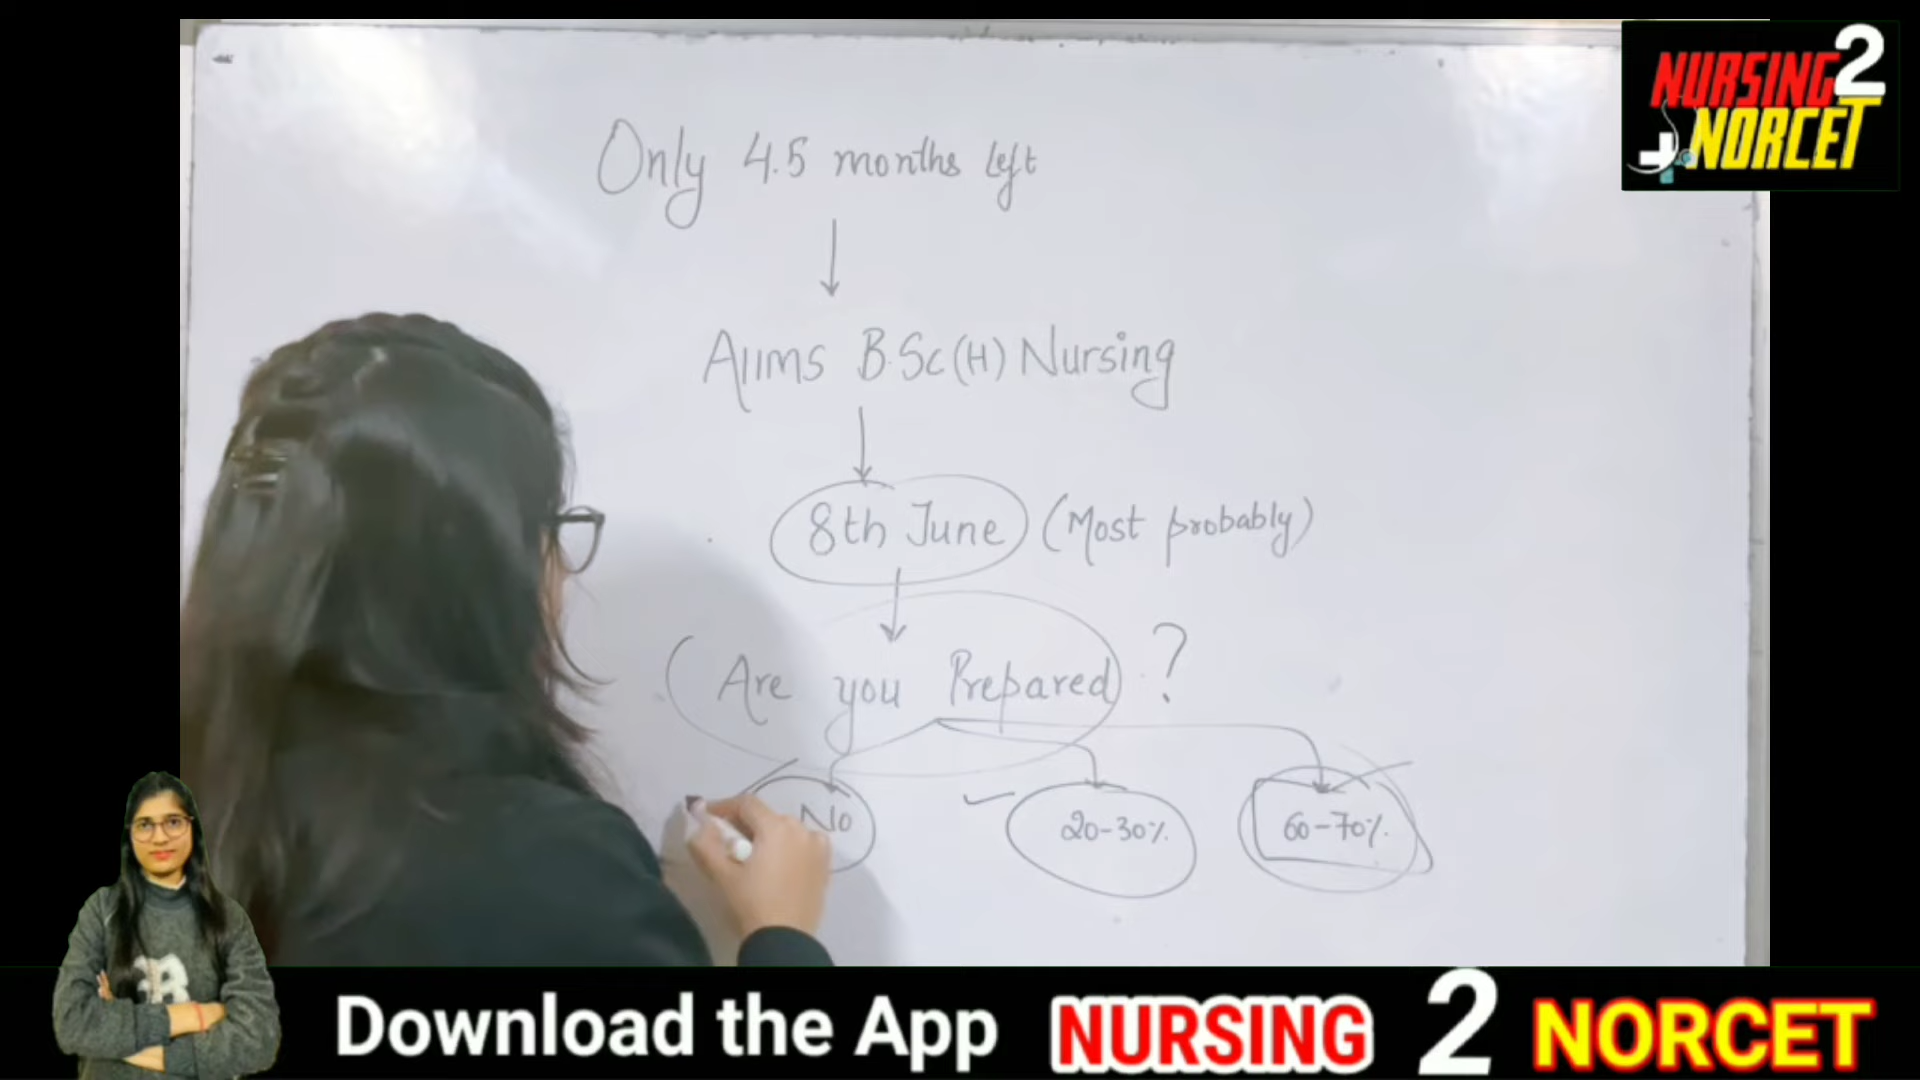 NURSING 2
NORCET
Only 4.5 months left
AIIMS B.Sc(H) Nursing
8th June (Most probably)
(Are you Prepared) ?
No 20-30%. 60-70%.
Download the App NURSING 2 NORCET